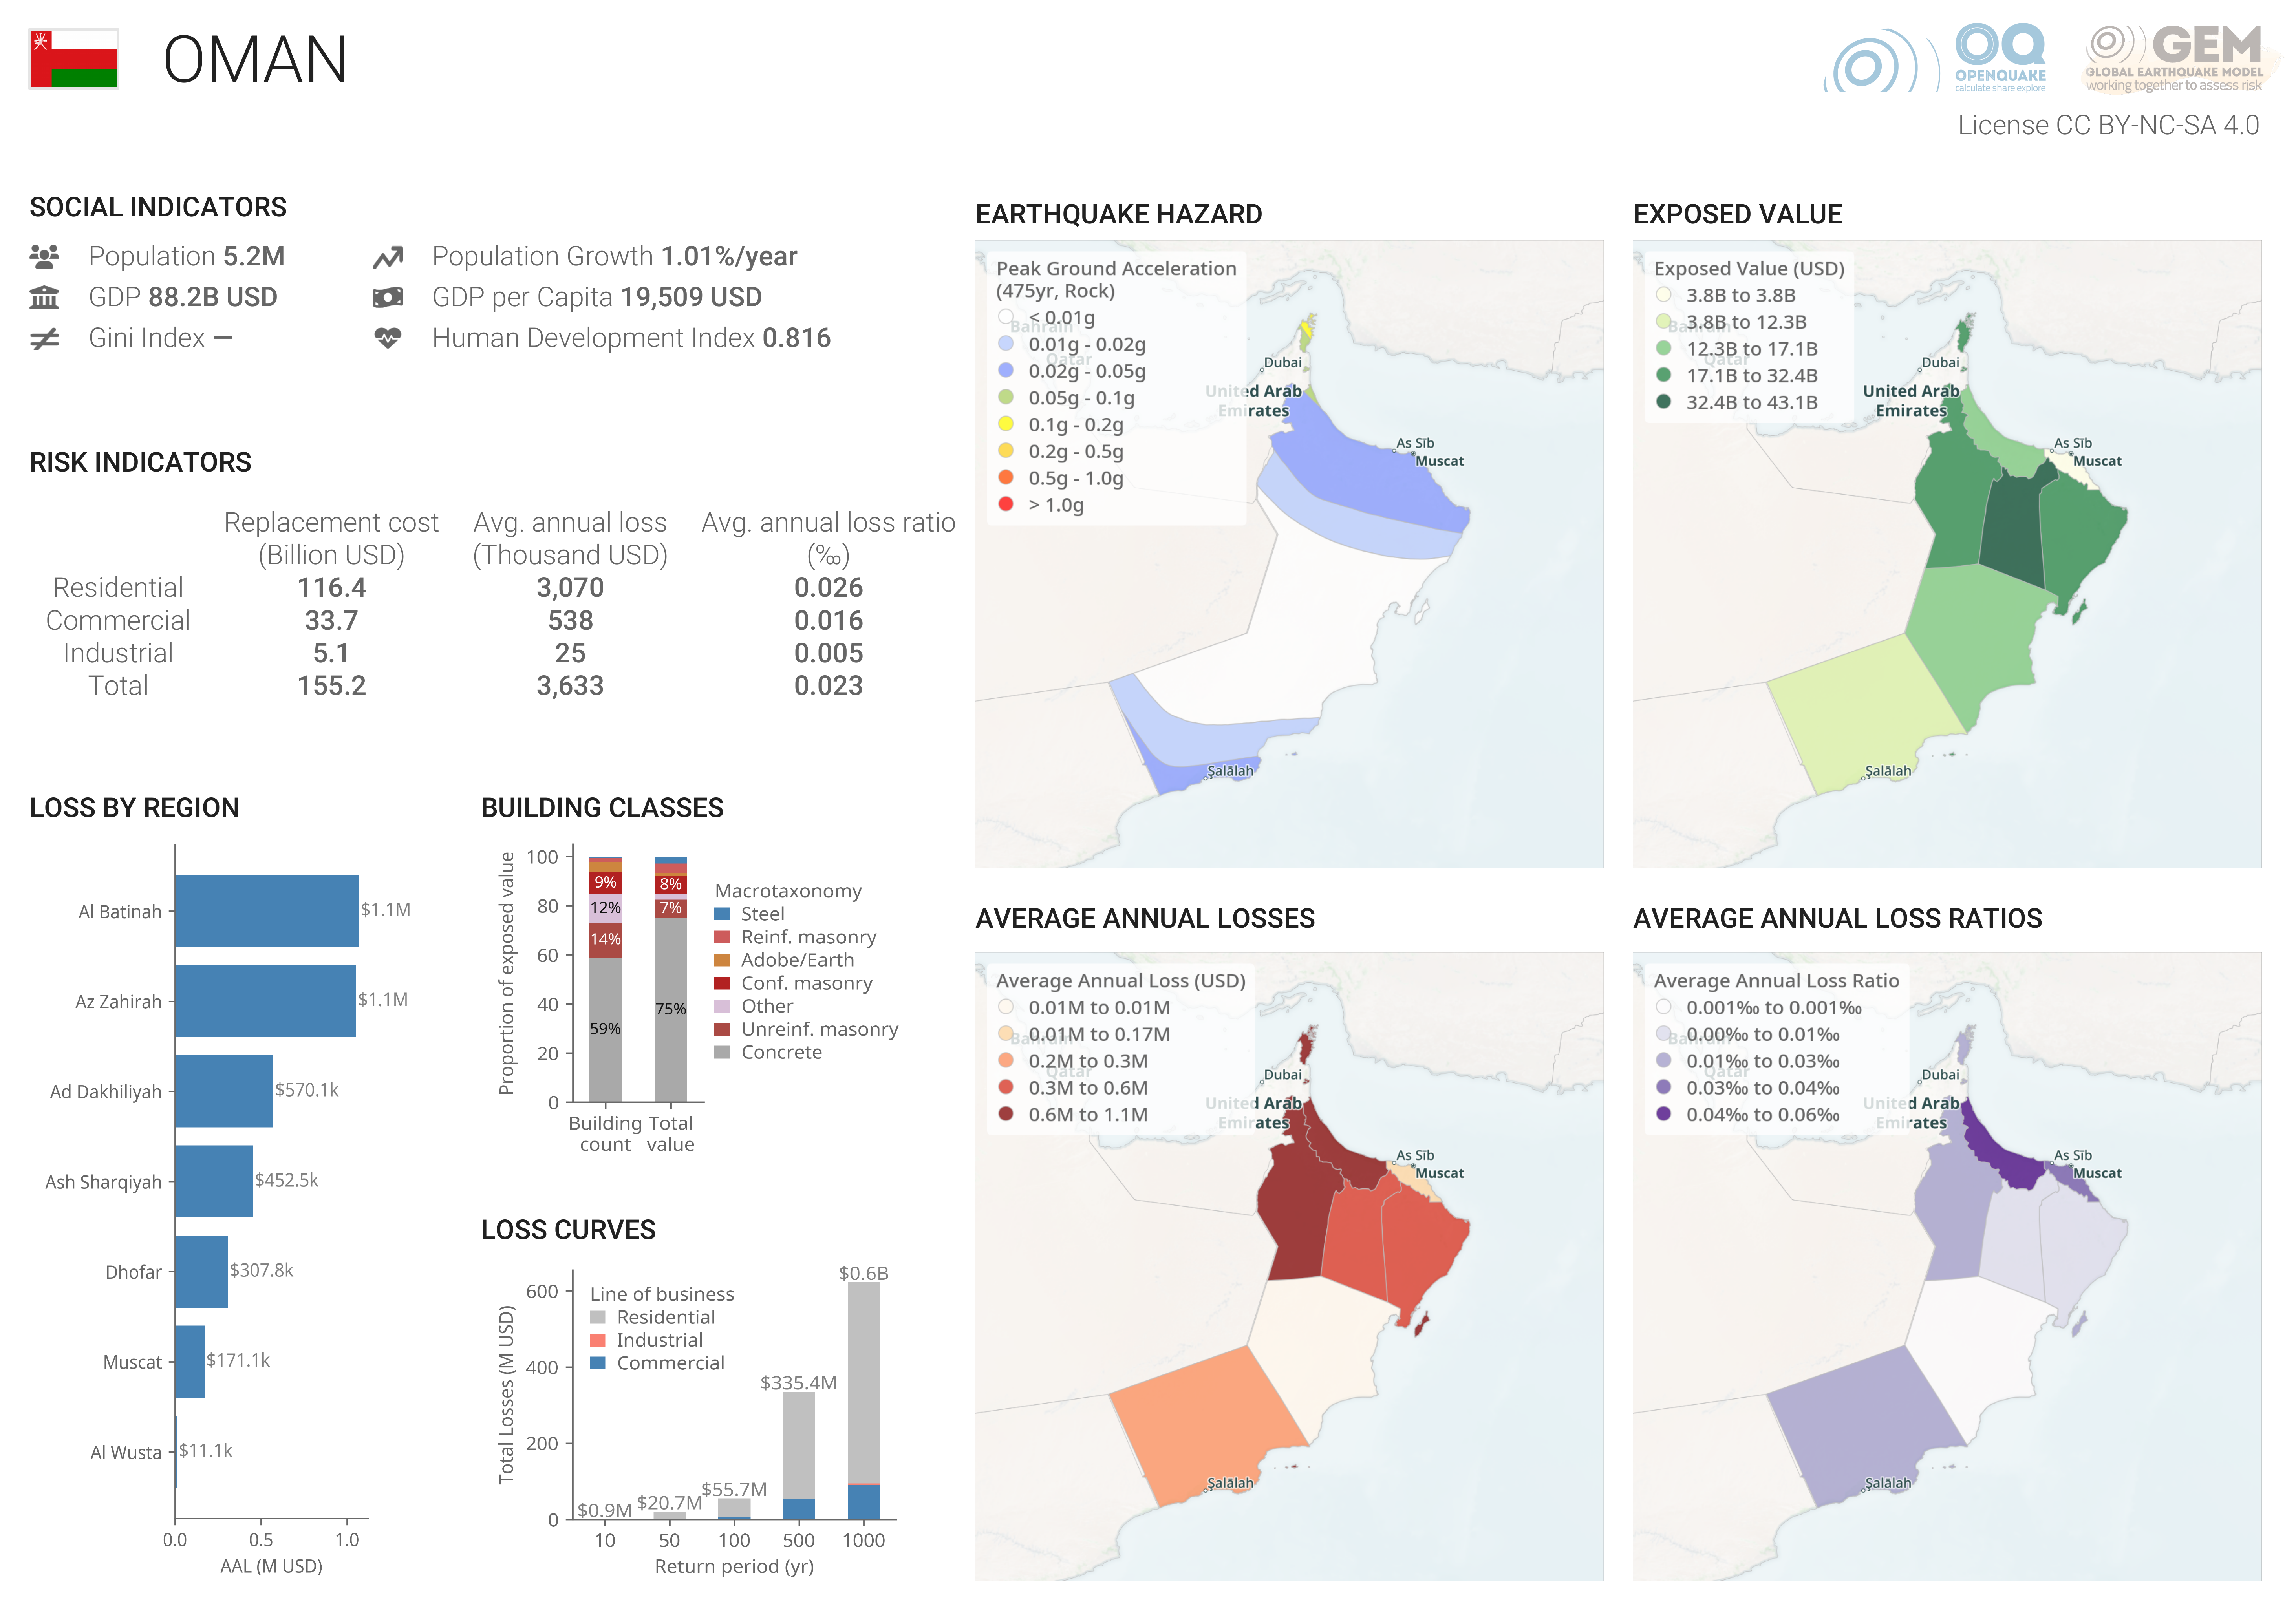 OMAN
OQ
OPENQUAKE
calculate share explore
GEM
GLOBAL EARTHQUAKE MODEL
working together to assess risk
License CC BY-NC-SA 4.0
SOCIAL INDICATORS
Population 5.2M
Population Growth 1.01%/year
GDP 88.2B USD
GDP per Capita 19,509 USD
Gini Index —
Human Development Index 0.816
RISK INDICATORS
Replacement cost (Billion USD)
Avg. annual loss (Thousand USD)
Avg. annual loss ratio (‰)
Residential 116.4 3,070 0.026
Commercial 33.7 538 0.016
Industrial 5.1 25 0.005
Total 155.2 3,633 0.023
LOSS BY REGION
Al Batinah $1.1M
Az Zahirah $1.1M
Ad Dakhiliyah $570.1k
Ash Sharqiyah $452.5k
Dhofar $307.8k
Muscat $171.1k
Al Wusta $11.1k
0.0 0.5 1.0
AAL (M USD)
BUILDING CLASSES
Proportion of exposed value
100
80
60
40
20
0
9%
12%
14%
59%
8%
7%
75%
Building count
Total value
Macrotaxonomy
Steel
Reinf. masonry
Adobe/Earth
Conf. masonry
Other
Unreinf. masonry
Concrete
LOSS CURVES
Total Losses (M USD)
600
400
200
0
Line of business
Residential
Industrial
Commercial
$0.9M
$20.7M
$55.7M
$335.4M
$0.6B
10 50 100 500 1000
Return period (yr)
EARTHQUAKE HAZARD
Peak Ground Acceleration
(475yr, Rock)
< 0.01g
0.01g - 0.02g
0.02g - 0.05g
0.05g - 0.1g
0.1g - 0.2g
0.2g - 0.5g
0.5g - 1.0g
> 1.0g
Bahrain
Qatar
Dubai
United Arab
Emirates
As Sīb
Muscat
Şalālah
EXPOSED VALUE
Exposed Value (USD)
3.8B to 3.8B
3.8B to 12.3B
12.3B to 17.1B
17.1B to 32.4B
32.4B to 43.1B
Bahrain
Qatar
Dubai
United Arab
Emirates
As Sīb
Muscat
Şalālah
AVERAGE ANNUAL LOSSES
Average Annual Loss (USD)
0.01M to 0.01M
0.01M to 0.17M
0.2M to 0.3M
0.3M to 0.6M
0.6M to 1.1M
Bahrain
Qatar
Dubai
United Arab
Emirates
As Sīb
Muscat
Şalālah
AVERAGE ANNUAL LOSS RATIOS
Average Annual Loss Ratio
0.001‰ to 0.001‰
0.00‰ to 0.01‰
0.01‰ to 0.03‰
0.03‰ to 0.04‰
0.04‰ to 0.06‰
Bahrain
Qatar
Dubai
United Arab
Emirates
As Sīb
Muscat
Şalālah